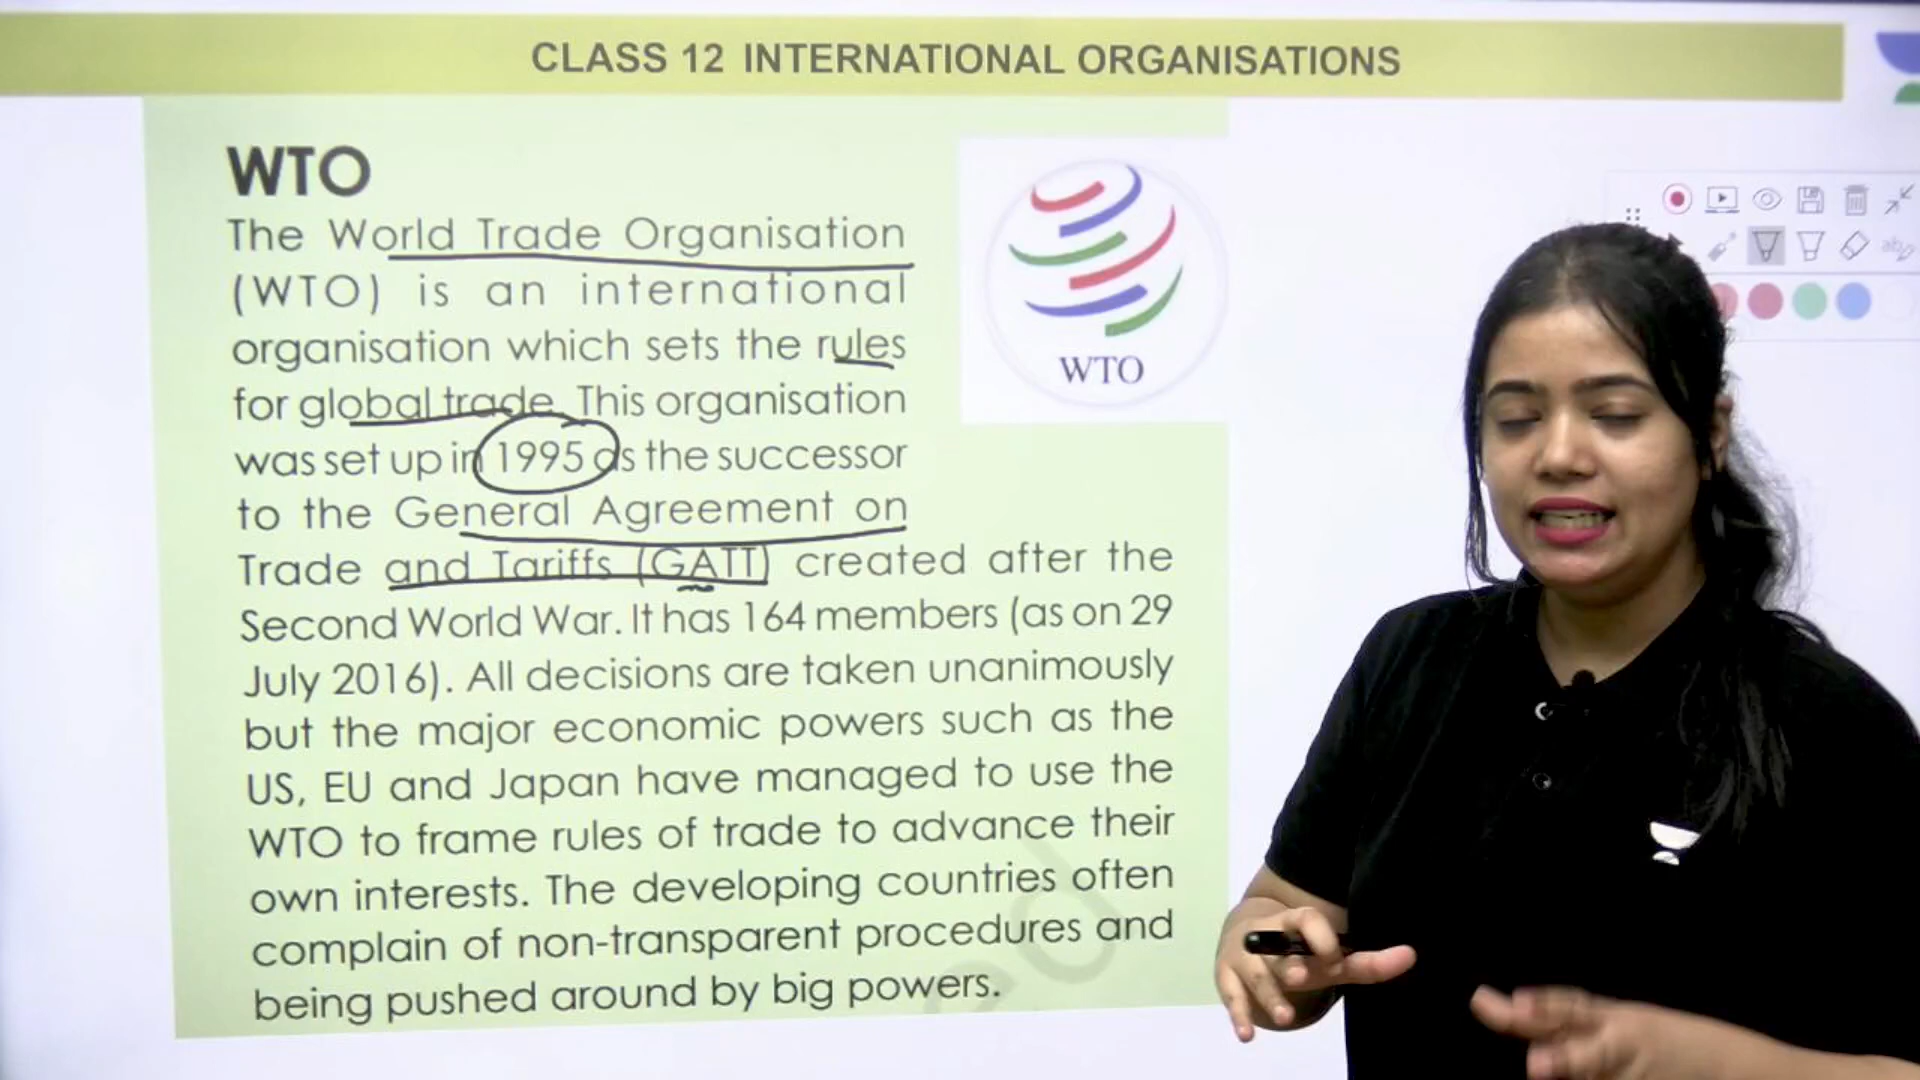 CLASS 12 INTERNATIONAL ORGANISATIONS
WTO
The World Trade Organisation
(WTO) is an international
organisation which sets the rules
for global trade. This organisation
was set up in 1995 as the successor
to the General Agreement on
Trade and Tariffs (GATT) created after the
Second World War. It has 164 members (as on 29
July 2016). All decisions are taken unanimously
but the major economic powers such as the
US, EU and Japan have managed to use the
WTO to frame rules of trade to advance their
own interests. The developing countries often
complain of non-transparent procedures and
being pushed around by big powers.
WTO
ab